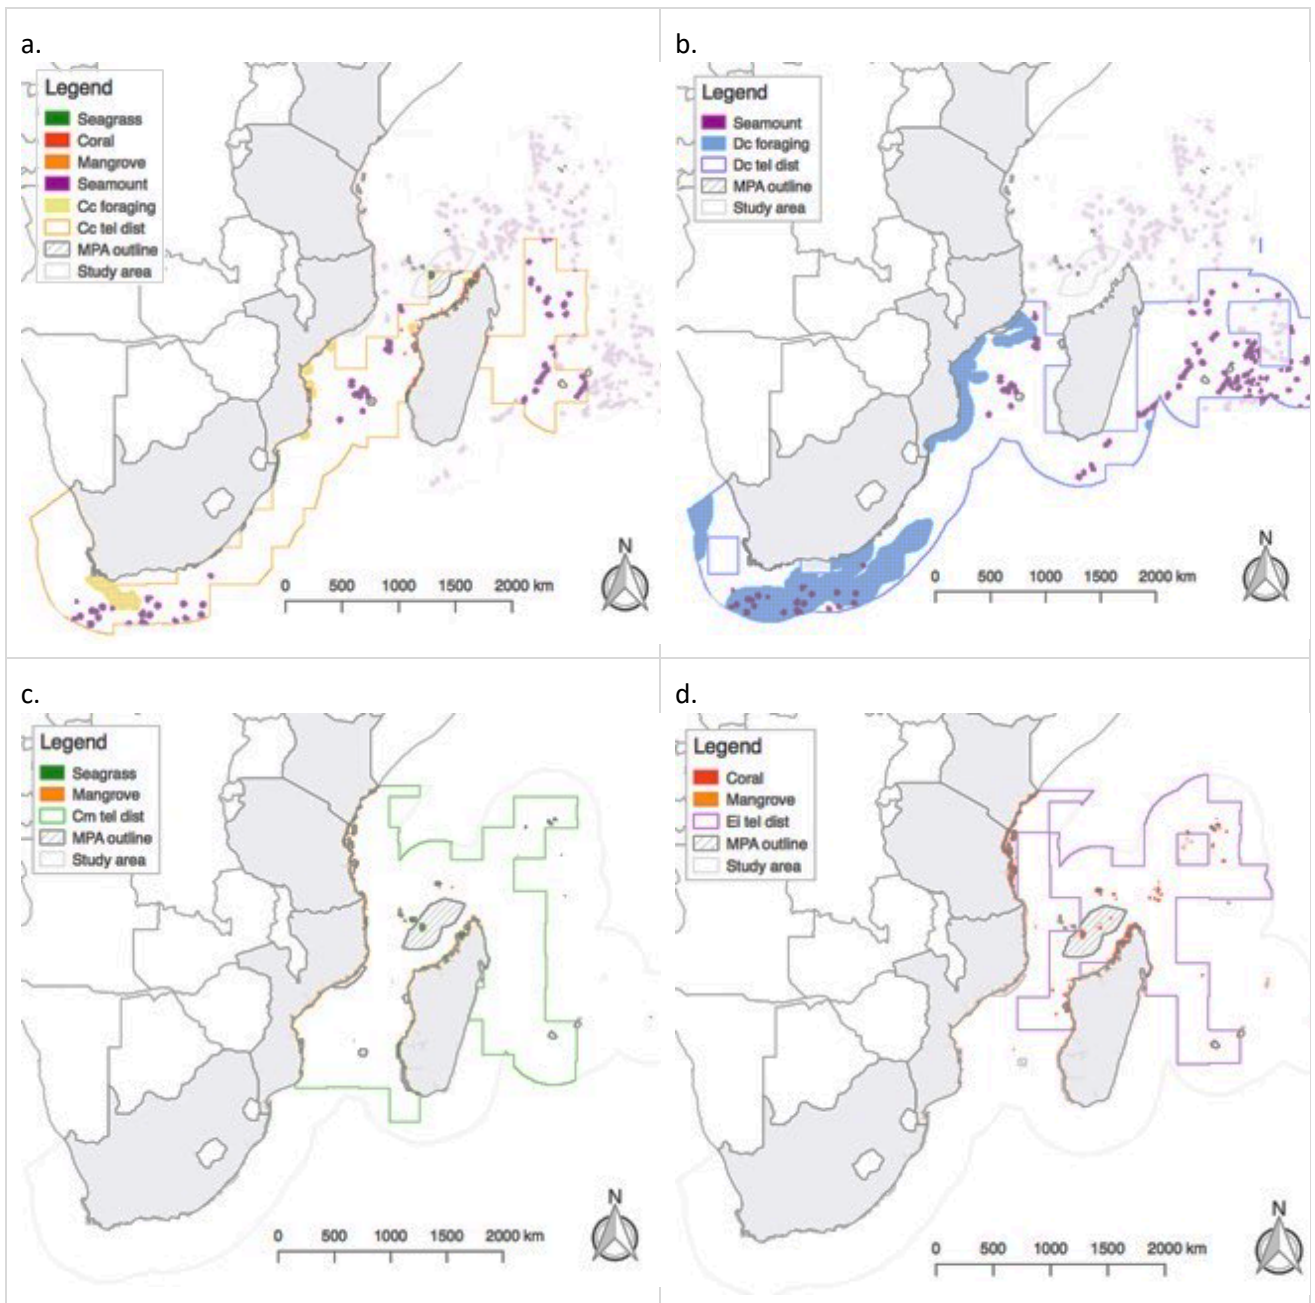 a.
Legend
Seagrass
Coral
Mangrove
Seamount
Cc foraging
Cc tel dist
MPA outline
Study area
N
0 500 1000 1500 2000 km
b.
Legend
Seamount
Dc foraging
Dc tel dist
MPA outline
Study area
N
0 500 1000 1500 2000 km
c.
Legend
Seagrass
Mangrove
Cm tel dist
MPA outline
Study area
N
0 500 1000 1500 2000 km
d.
Legend
Coral
Mangrove
Ei tel dist
MPA outline
Study area
N
0 500 1000 1500 2000 km